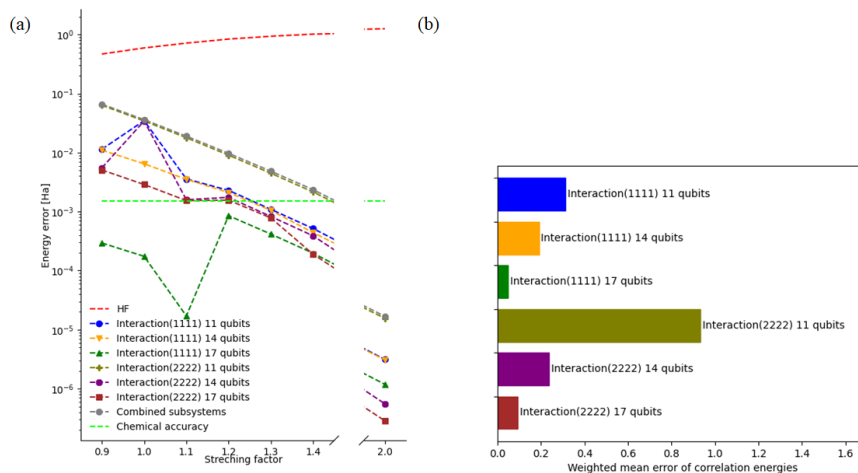 (a)
(b)
Energy error [Ha]
10⁰
10⁻¹
10⁻²
10⁻³
10⁻⁴
10⁻⁵
10⁻⁶
HF
Interaction(1111) 11 qubits
Interaction(1111) 14 qubits
Interaction(1111) 17 qubits
Interaction(2222) 11 qubits
Interaction(2222) 14 qubits
Interaction(2222) 17 qubits
Combined subsystems
Chemical accuracy
0.9 1.0 1.1 1.2 1.3 1.4 2.0
Streching factor
Interaction(1111) 11 qubits
Interaction(1111) 14 qubits
Interaction(1111) 17 qubits
Interaction(2222) 11 qubits
Interaction(2222) 14 qubits
Interaction(2222) 17 qubits
0.0 0.2 0.4 0.6 0.8 1.0 1.2 1.4 1.6
Weighted mean error of correlation energies